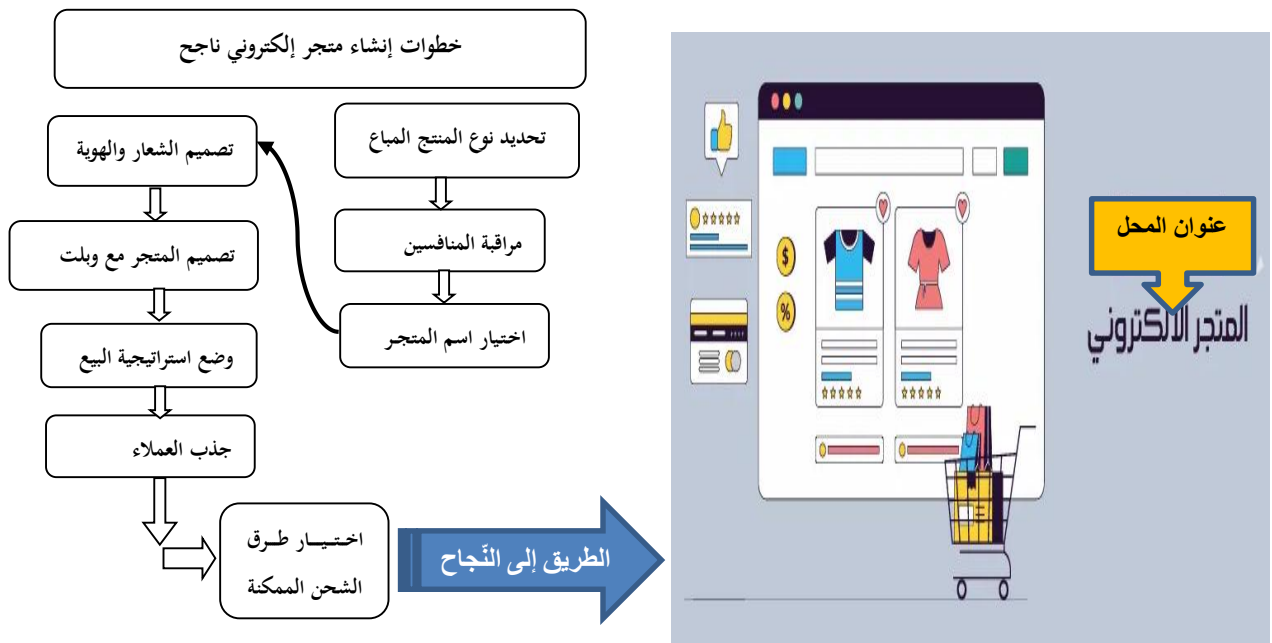 خطوات إنشاء متجر إلكتروني ناجح
تحديد نوع المنتج المباع
مراقبة المنافسين
اختيار اسم المتجر
تصميم الشعار والهوية
تصميم المتجر مع وبلت
وضع استراتيجية البيع
جذب العملاء
اختيار طرق
الشحن الممكنة
الطريق إلى النّجاح
عنوان المحل
المتجر الالكتروني
$
%